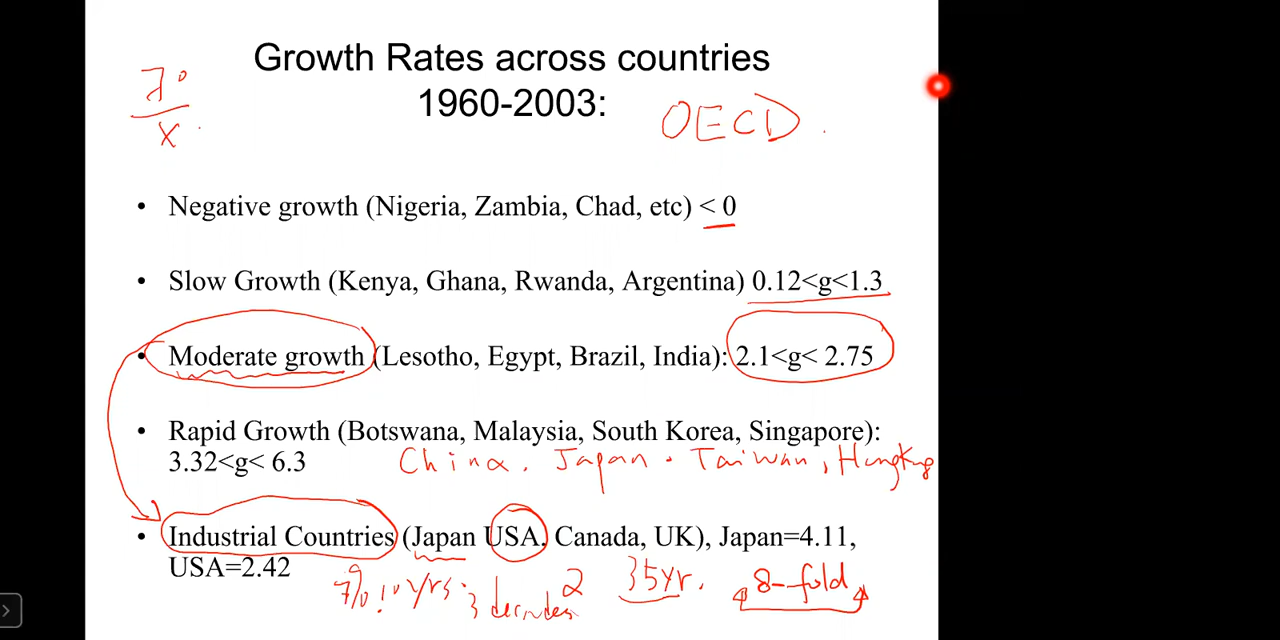 Growth Rates across countries
1960-2003:
70
X
OECD
• Negative growth (Nigeria, Zambia, Chad, etc) < 0
• Slow Growth (Kenya, Ghana, Rwanda, Argentina) 0.12<g<1.3
• Moderate growth (Lesotho, Egypt, Brazil, India): 2.1<g< 2.75
• Rapid Growth (Botswana, Malaysia, South Korea, Singapore):
3.32<g< 6.3
China. Japan. Taiwan,
• Industrial Countries (Japan USA, Canada, UK), Japan=4.11,
USA=2.42
7% 10yrs. 2 35yr. 8-fold
3 decades